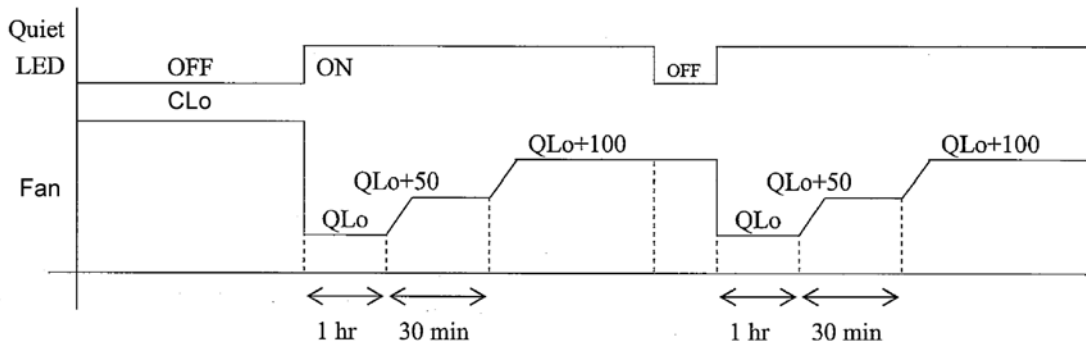 Quiet
LED
OFF
ON
OFF
CLo
QLo+100
QLo+100
QLo+50
QLo+50
Fan
QLo
QLo
1 hr
30 min
1 hr
30 min